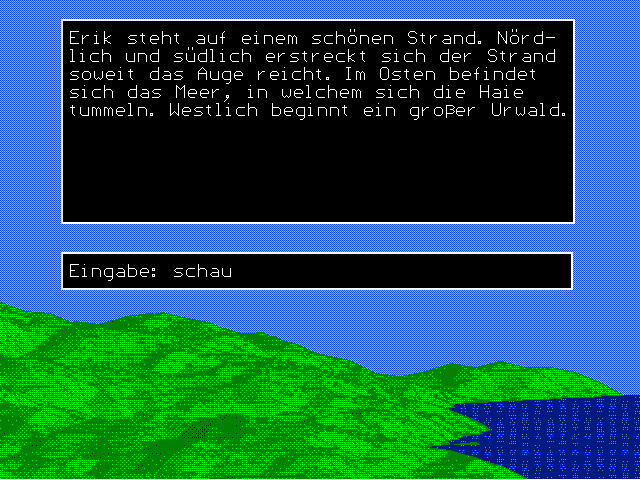 Erik steht auf einem schönen Strand. Nörd-
lich und südlich erstreckt sich der Strand
soweit das Auge reicht. Im Osten befindet
sich das Meer, in welchem sich die Haie
tummeln. Westlich beginnt ein großer Urwald.
Eingabe: schau